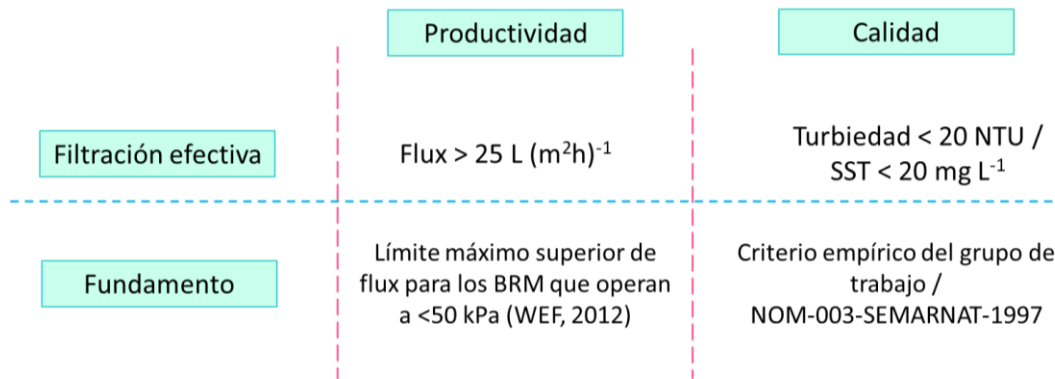 Productividad
Calidad
Filtración efectiva
Flux > 25 L (m²h)⁻¹
Turbiedad < 20 NTU /
SST < 20 mg L⁻¹
Fundamento
Límite máximo superior de
flux para los BRM que operan
a <50 kPa (WEF, 2012)
Criterio empírico del grupo de
trabajo /
NOM-003-SEMARNAT-1997